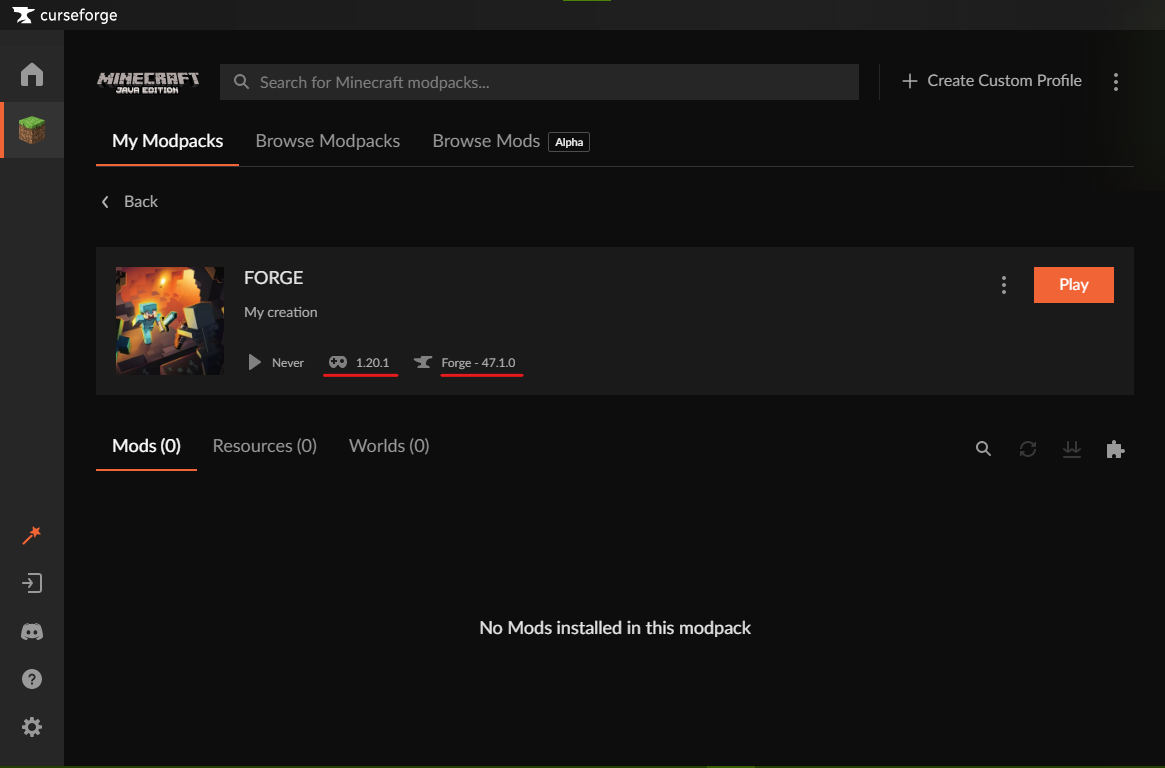 curseforge
MINECRAFT
JAVA EDITION
Search for Minecraft modpacks...
Create Custom Profile
My Modpacks
Browse Modpacks
Browse Mods
Alpha
Back
FORGE
My creation
Never
1.20.1
Forge - 47.1.0
Play
Mods (0)
Resources (0)
Worlds (0)
No Mods installed in this modpack